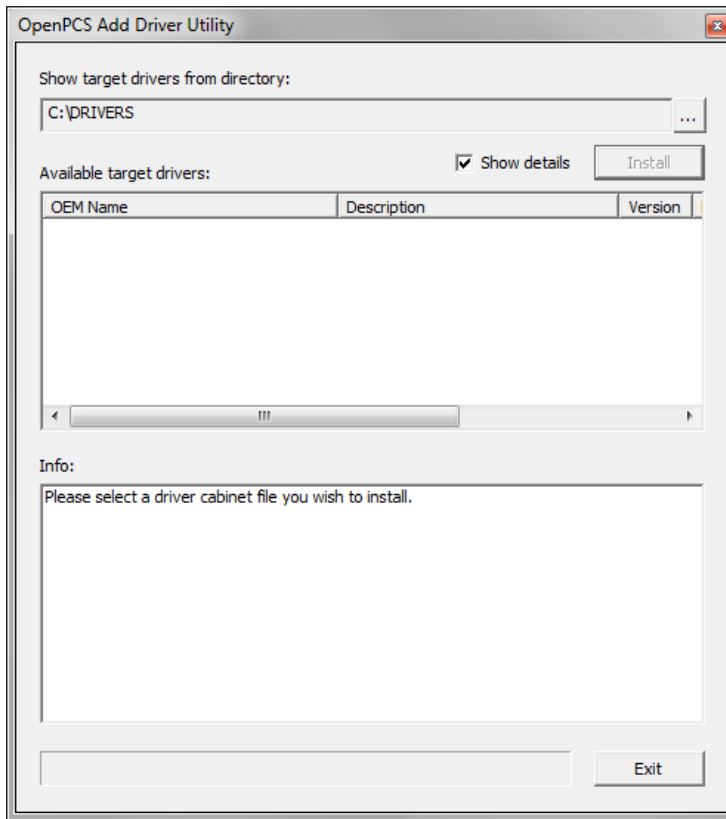 OpenPCS Add Driver Utility
Show target drivers from directory:
C:\DRIVERS
...
Available target drivers:
Show details
Install
OEM Name
Description
Version
Info:
Please select a driver cabinet file you wish to install.
Exit